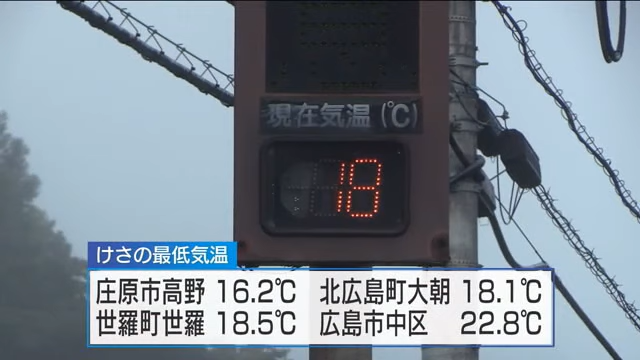 現在気温(℃)
18
けさの最低気温
庄原市高野 16.2℃ 北広島町大朝 18.1℃
世羅町世羅 18.5℃ 広島市中区 22.8℃